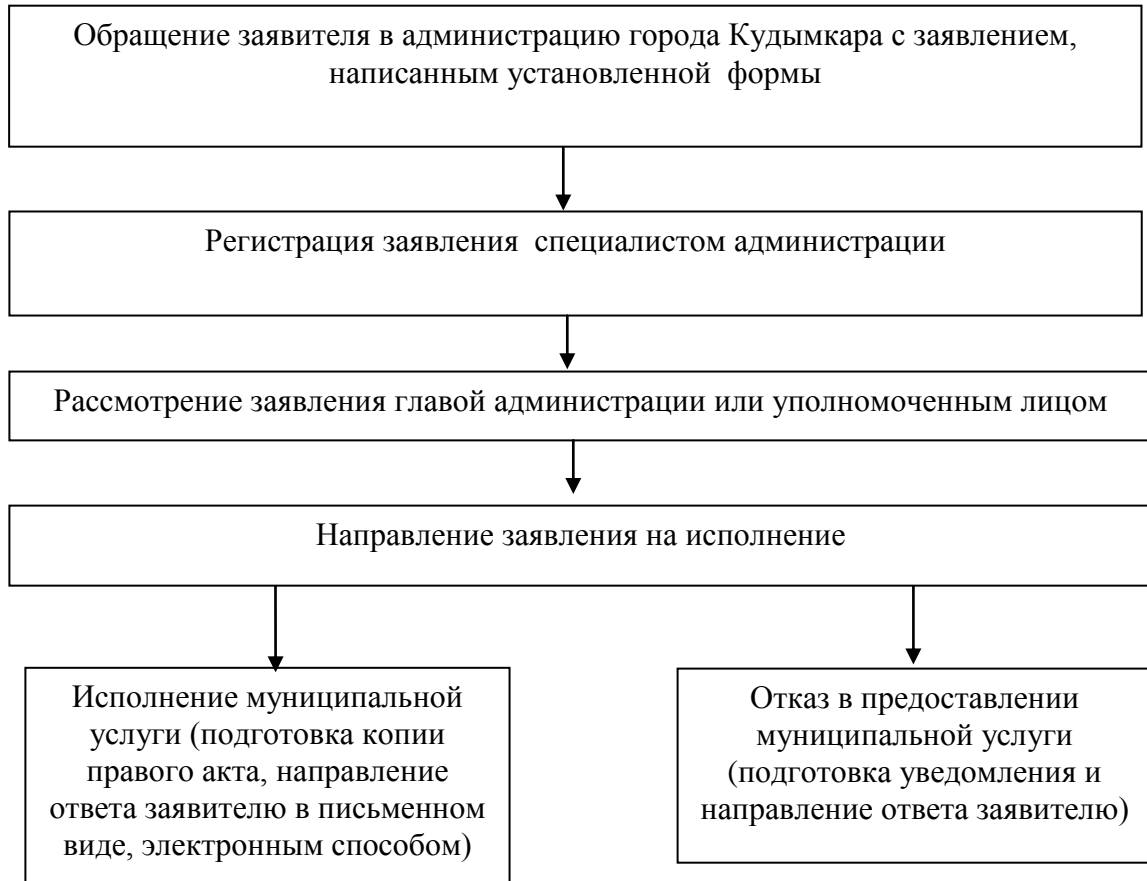 Обращение заявителя в администрацию города Кудымкара с заявлением,
написанным установленной формы
Регистрация заявления специалистом администрации
Рассмотрение заявления главой администрации или уполномоченным лицом
Направление заявления на исполнение
Исполнение муниципальной
услуги (подготовка копии
правого акта, направление
ответа заявителю в письменном
виде, электронным способом)
Отказ в предоставлении
муниципальной услуги
(подготовка уведомления и
направление ответа заявителю)